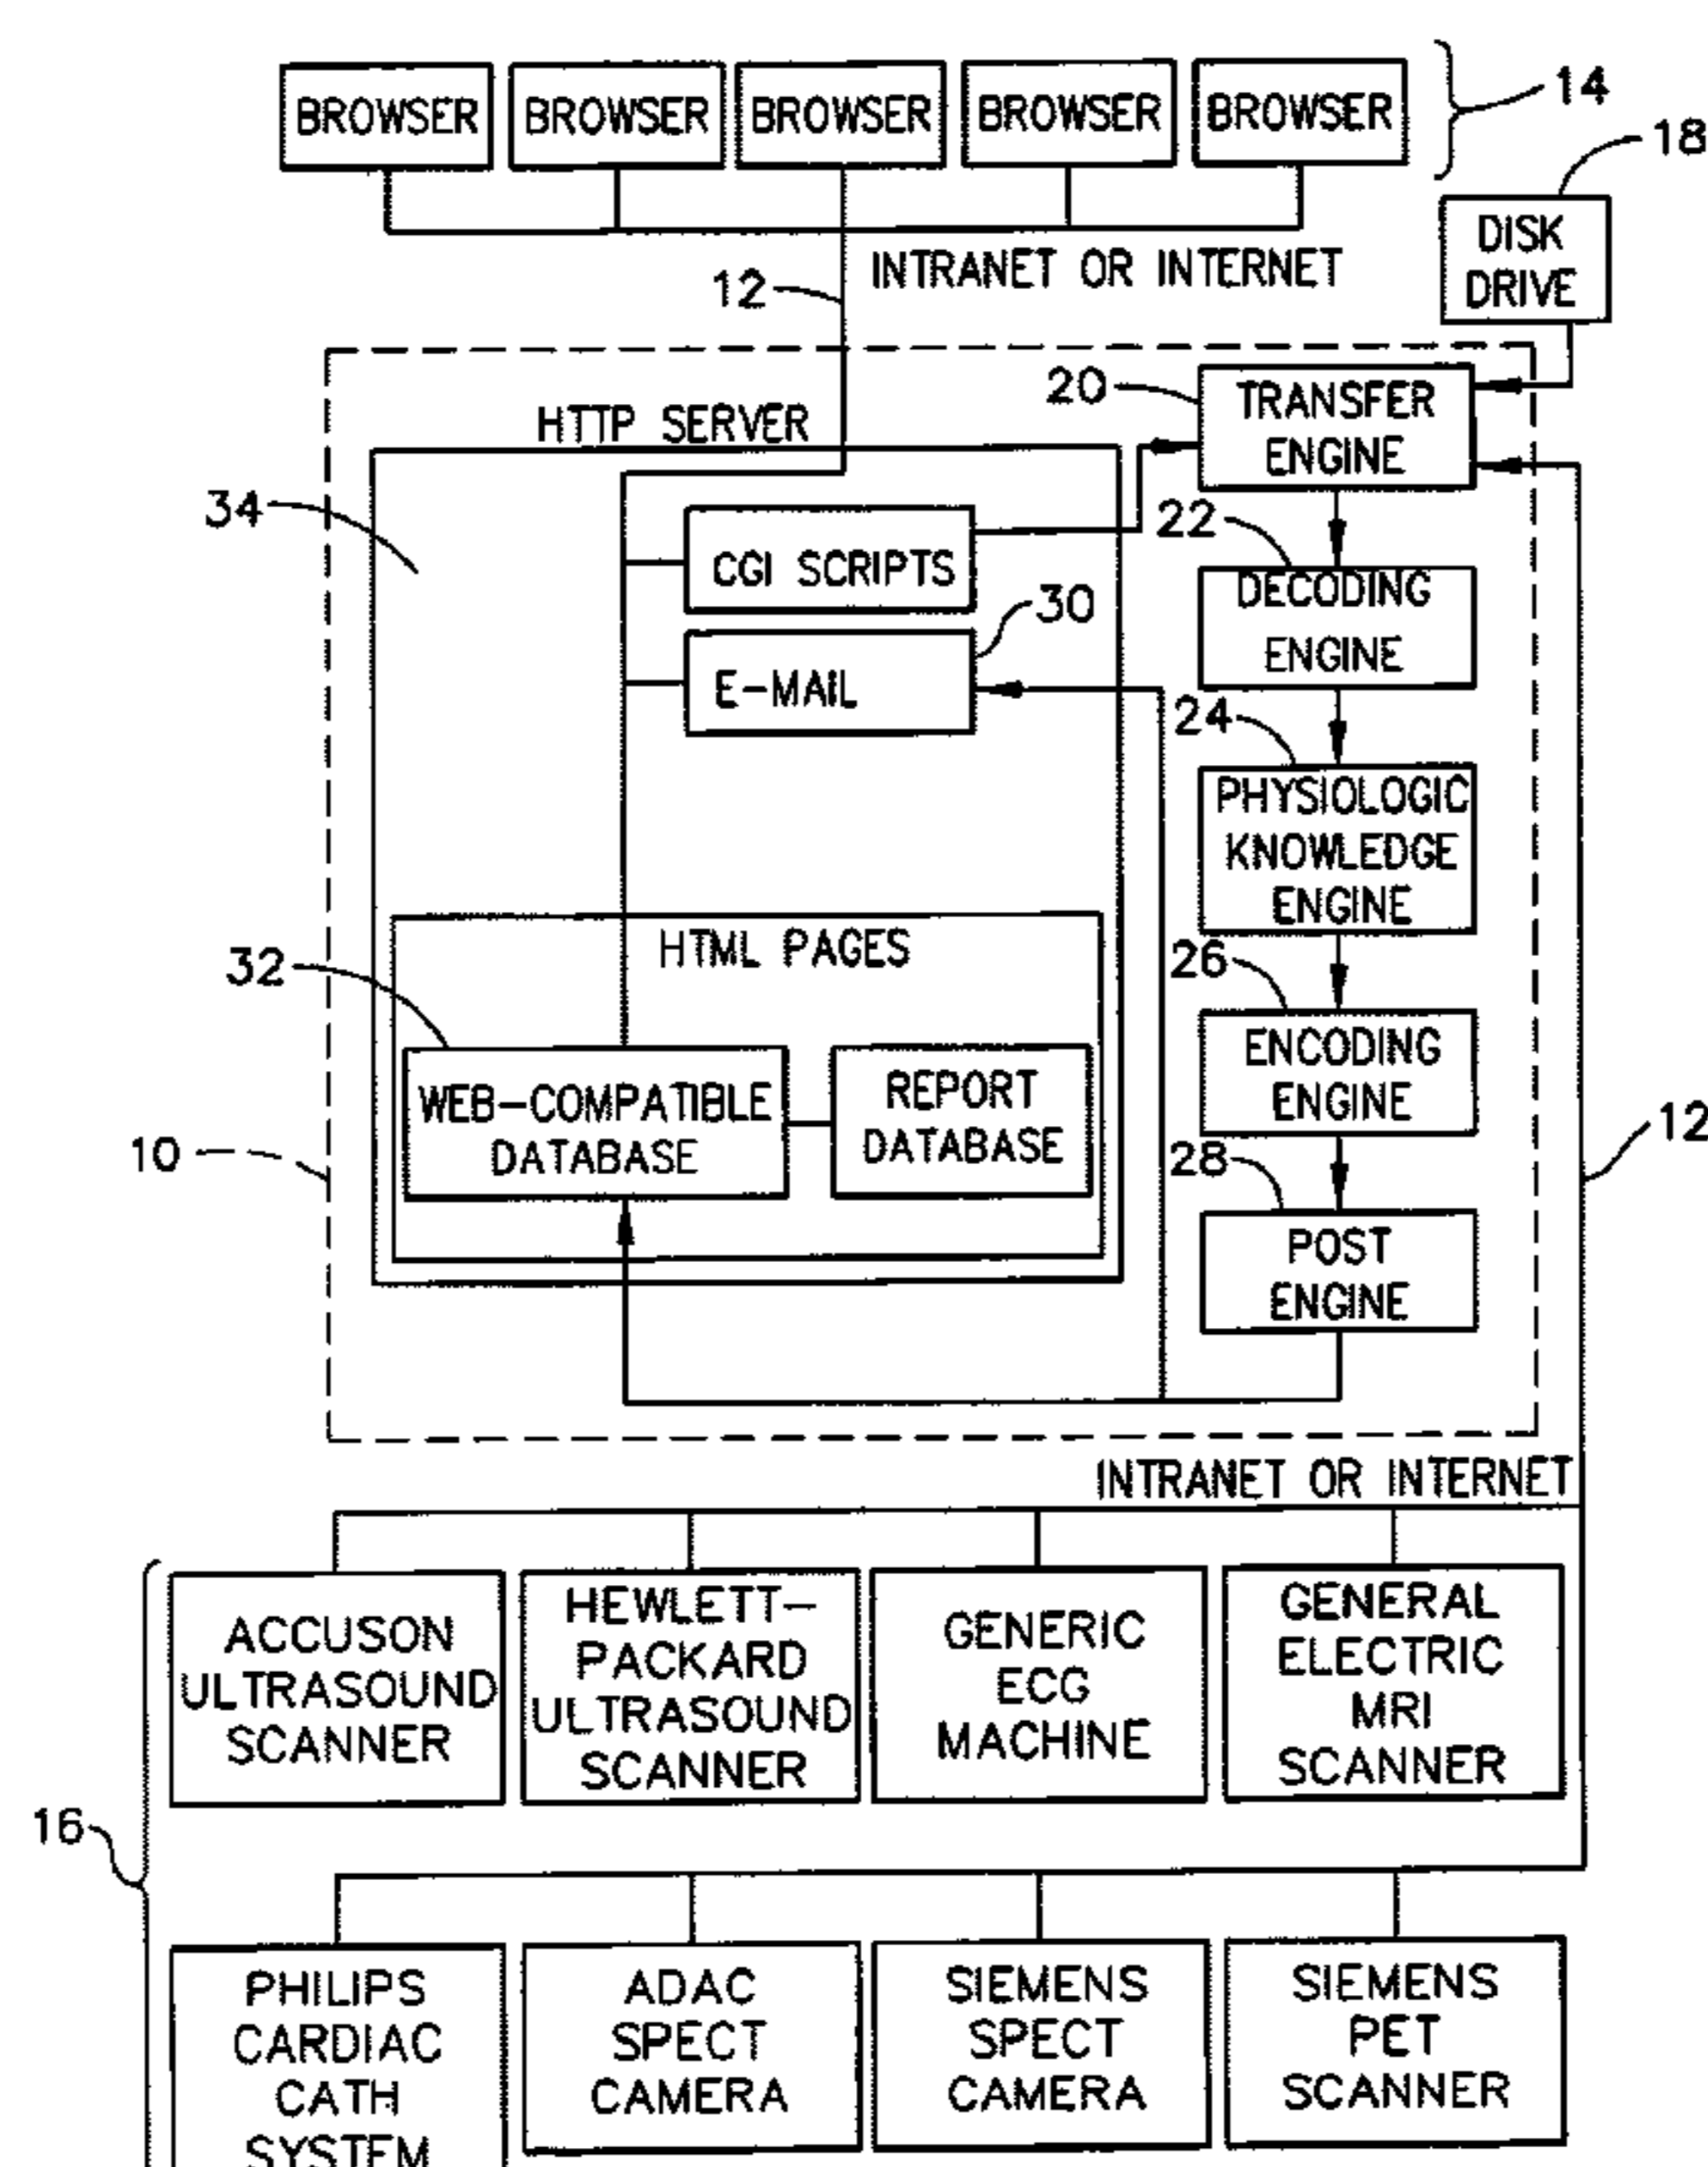 BROWSER BROWSER BROWSER BROWSER BROWSER
14
18
DISK
DRIVE
INTRANET OR INTERNET
12
20
TRANSFER
ENGINE
HTTP SERVER
34
22
CGI SCRIPTS
DECODING
ENGINE
30
E-MAIL
24
PHYSIOLOGIC
KNOWLEDGE
ENGINE
HTML PAGES
32
26
ENCODING
ENGINE
WEB-COMPATIBLE
DATABASE
REPORT
DATABASE
12
10
28
POST
ENGINE
INTRANET OR INTERNET
ACCUSON
ULTRASOUND
SCANNER
HEWLETT-
PACKARD
ULTRASOUND
SCANNER
GENERIC
ECG
MACHINE
GENERAL
ELECTRIC
MRI
SCANNER
16
PHILIPS
CARDIAC
CATH
SYSTEM
ADAC
SPECT
CAMERA
SIEMENS
SPECT
CAMERA
SIEMENS
PET
SCANNER